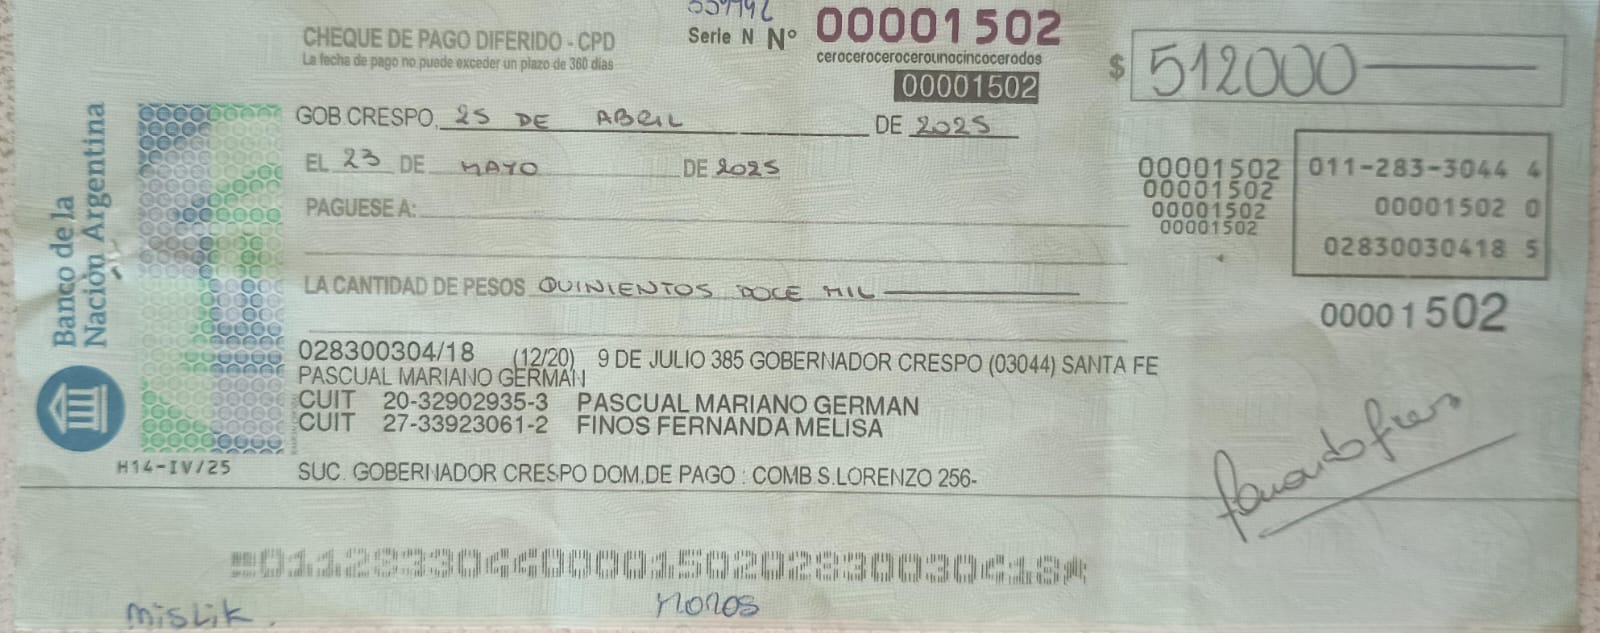 CHEQUE DE PAGO DIFERIDO - CPD
La fecha de pago no puede exceder un plazo de 360 días
Serie N Nº 00001502
cerocerocerocerounocincocerodos
00001502
$ 512000
GOB.CRESPO, 25 DE ABRIL DE 2025
EL 23 DE MAYO DE 2025
PAGUESE A:
00001502
00001502
00001502
00001502
011-283-3044 4
00001502 0
02830030418 5
00001502
LA CANTIDAD DE PESOS QUINIENTOS DOCE MIL
028300304/18 (12/20) 9 DE JULIO 385 GOBERNADOR CRESPO (03044) SANTA FE
PASCUAL MARIANO GERMAN
CUIT 20-32902935-3 PASCUAL MARIANO GERMAN
CUIT 27-33923061-2 FINOS FERNANDA MELISA
SUC. GOBERNADOR CRESPO DOM.DE PAGO : COMB.S.LORENZO 256-
Banco de la
Nación Argentina
H14-IV/25
01128330440000150202830030418
mislik.